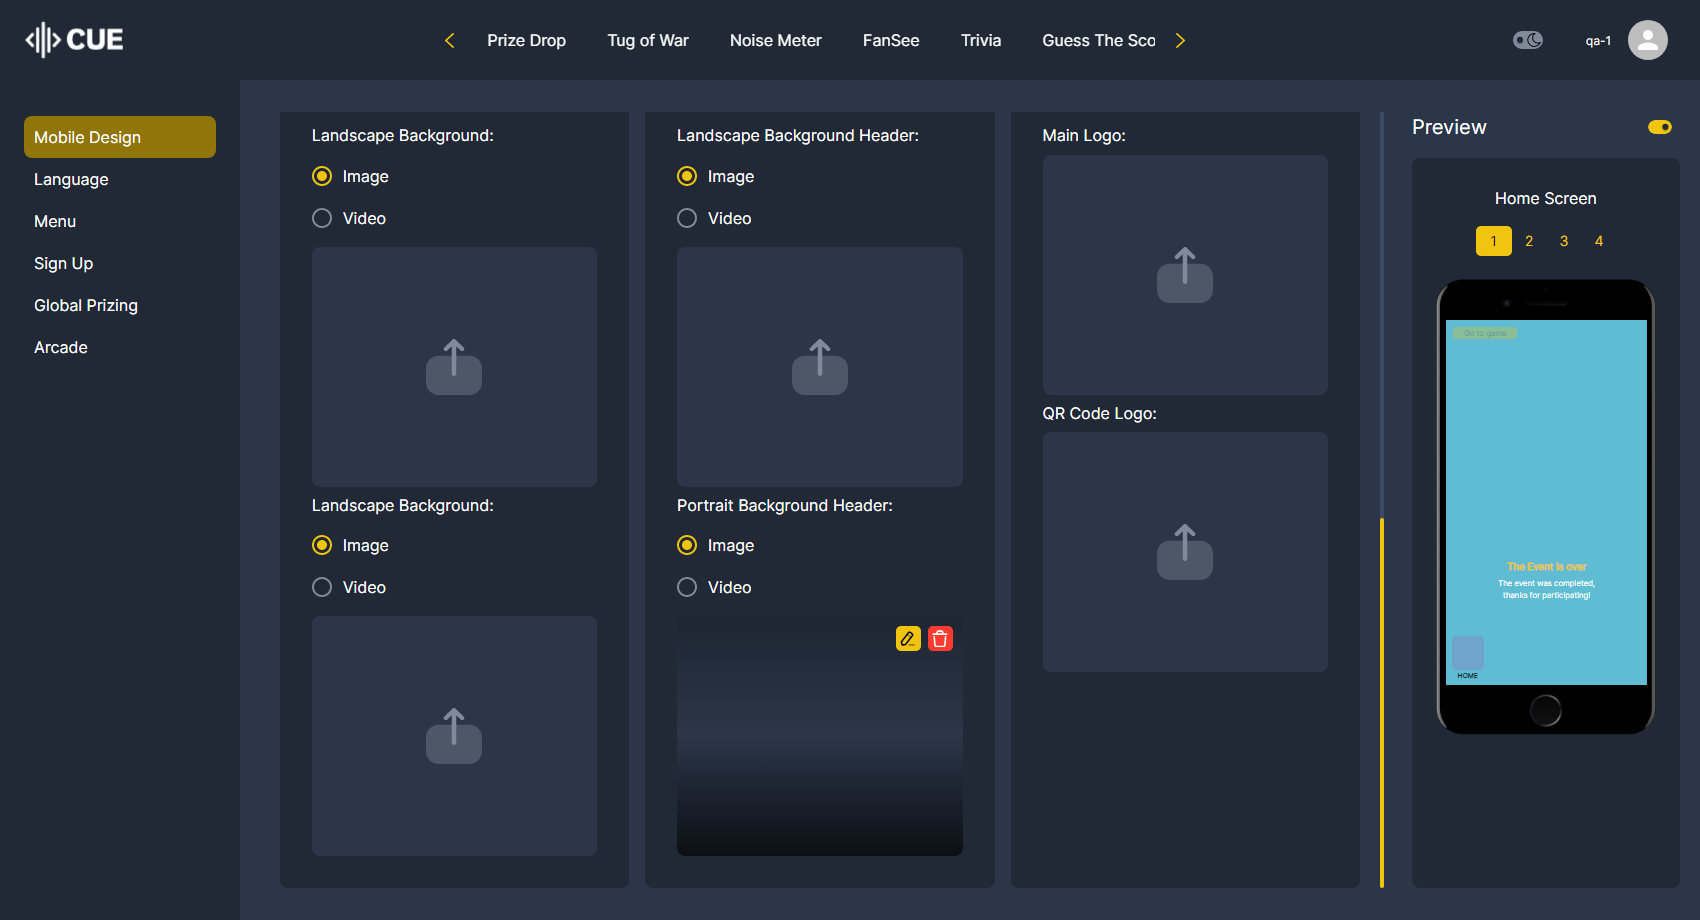 CUE
Prize Drop
Tug of War
Noise Meter
FanSee
Trivia
Guess The Sco
qa-1
Mobile Design
Language
Menu
Sign Up
Global Prizing
Arcade
Landscape Background:
Image
Video
Landscape Background:
Image
Video
Landscape Background Header:
Image
Video
Portrait Background Header:
Image
Video
Main Logo:
QR Code Logo:
Preview
Home Screen
1 2 3 4
Go to game
The Event is over
The event was completed,
thanks for participating!
HOME